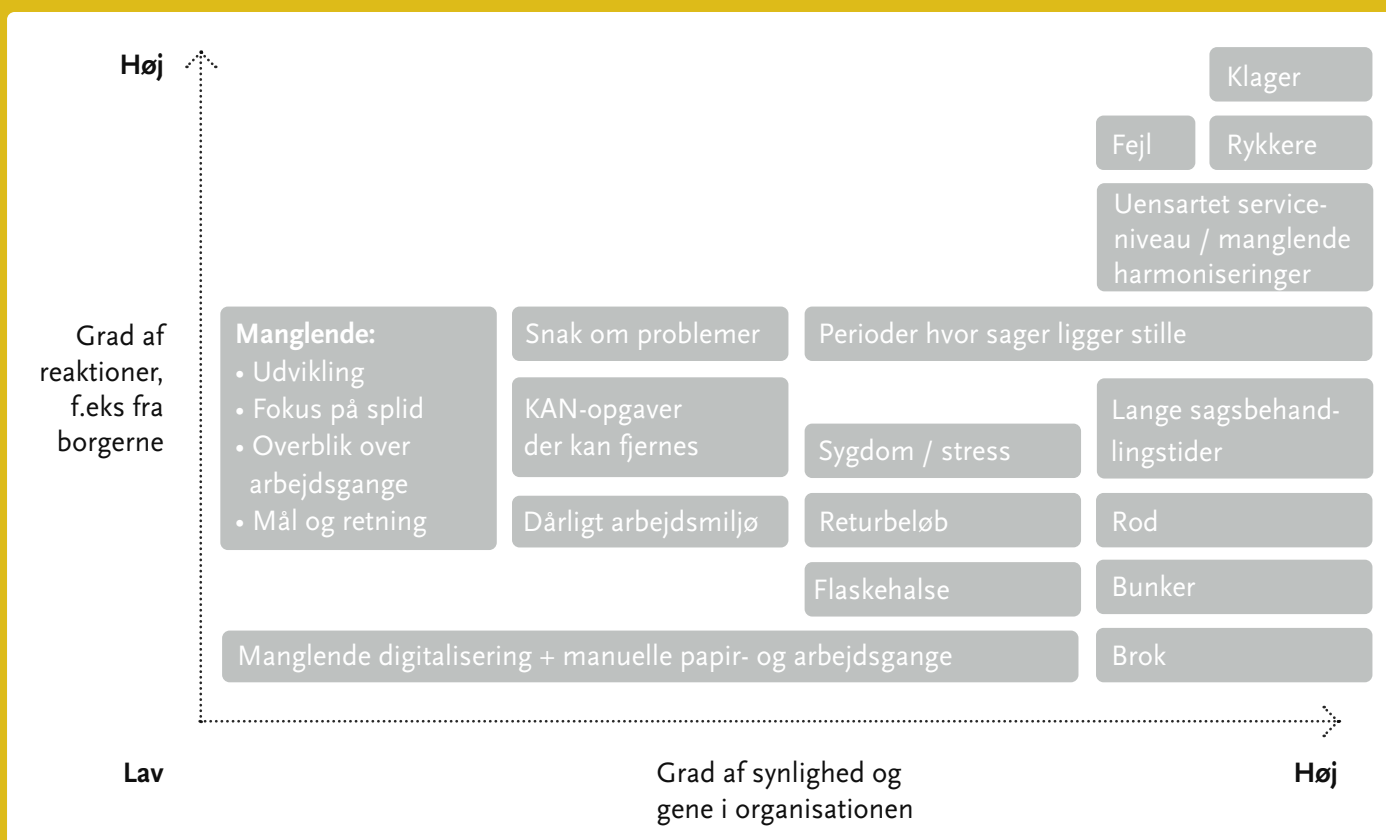 Høj
Klager
Fejl
Rykkere
Uensartet service-
niveau / manglende
harmoniseringer
Grad af
reaktioner,
f.eks fra
borgerne
Manglende:
• Udvikling
• Fokus på splid
• Overblik over
arbejdsgange
• Mål og retning
Snak om problemer
KAN-opgaver
der kan fjernes
Dårligt arbejdsmiljø
Perioder hvor sager ligger stille
Sygdom / stress
Returbeløb
Flaskehalse
Lange sagsbehand-
lingstider
Rod
Bunker
Manglende digitalisering + manuelle papir- og arbejdsgange
Brok
Lav
Grad af synlighed og
gene i organisationen
Høj